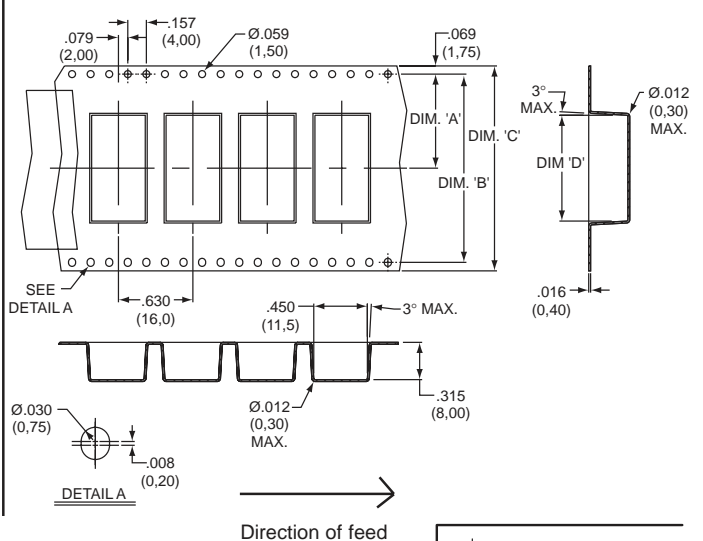 .157
(4,00)
.079
(2,00)
Ø.059
(1,50)
.069
(1,75)
3°
MAX.
Ø.012
(0,30)
MAX.
DIM. 'A'
DIM. 'C'
DIM. 'B'
DIM 'D'
SEE
DETAIL A
.630
(16,0)
.450
(11,5)
3° MAX.
.016
(0,40)
Ø.012
(0,30)
MAX.
.315
(8,00)
Ø.030
(0,75)
.008
(0,20)
DETAIL A
Direction of feed